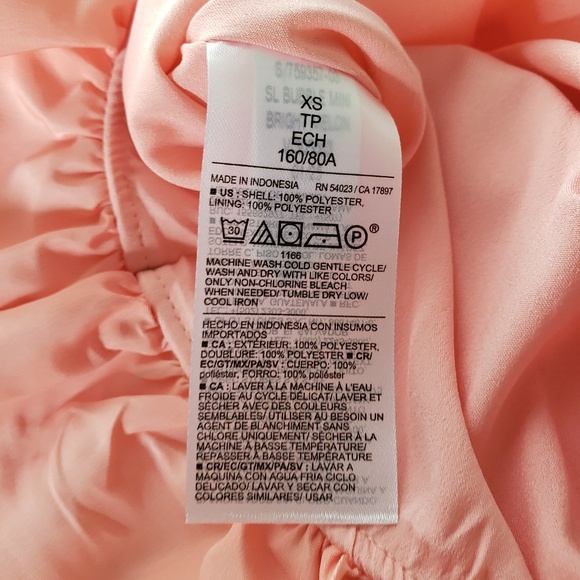 XS
TP
ECH
160/80A
MADE IN INDONESIA RN 54023 / CA 17897
■ US : SHELL: 100% POLYESTER,
LINING: 100% POLYESTER
30
P ®
1166
MACHINE WASH COLD GENTLE CYCLE/
WASH AND DRY WITH LIKE COLORS/
ONLY NON-CHLORINE BLEACH
WHEN NEEDED/ TUMBLE DRY LOW/
COOL IRON
HECHO EN INDONESIA CON INSUMOS
IMPORTADOS
■ CA : EXTÉRIEUR: 100% POLYESTER,
DOUBLURE: 100% POLYESTER ■ CR/
EC/GT/MX/PA/SV : CUERPO: 100%
poliéster, FORRO: 100% poliéster
■ CA : LAVER À LA MACHINE À L'EAU
FROIDE AU CYCLE DÉLICAT/ LAVER ET
SÉCHER AVEC DES COULEURS
SEMBLABLES/ UTILISER AU BESOIN UN
AGENT DE BLANCHIMENT SANS
CHLORE UNIQUEMENT/ SÉCHER À LA
MACHINE À BASSE TEMPÉRATURE/
REPASSER À BASSE TEMPÉRATURE
■ CR/EC/GT/MX/PA/SV : LAVAR A
MAQUINA CON AGUA FRIA CICLO
DELICADO/ LAVAR Y SECAR CON
COLORES SIMILARES/ USAR